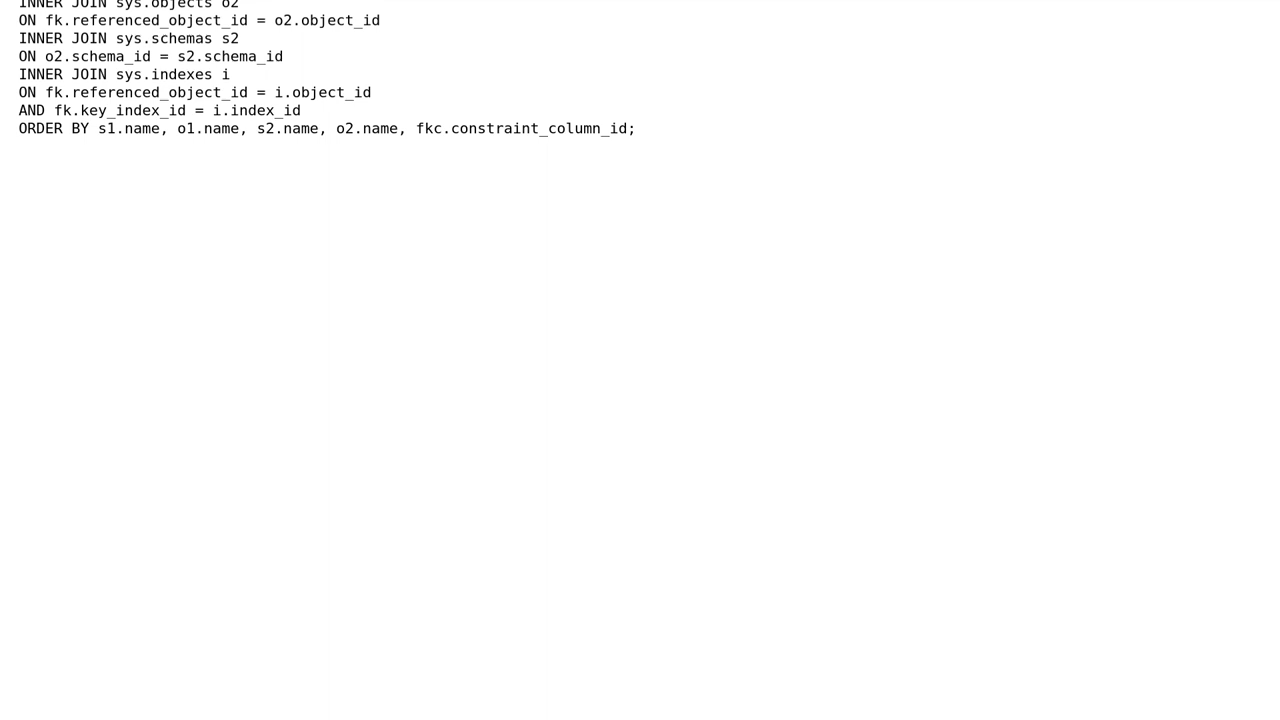 INNER JOIN sys.objects o2
ON fk.referenced_object_id = o2.object_id
INNER JOIN sys.schemas s2
ON o2.schema_id = s2.schema_id
INNER JOIN sys.indexes i
ON fk.referenced_object_id = i.object_id
AND fk.key_index_id = i.index_id
ORDER BY s1.name, o1.name, s2.name, o2.name, fkc.constraint_column_id;